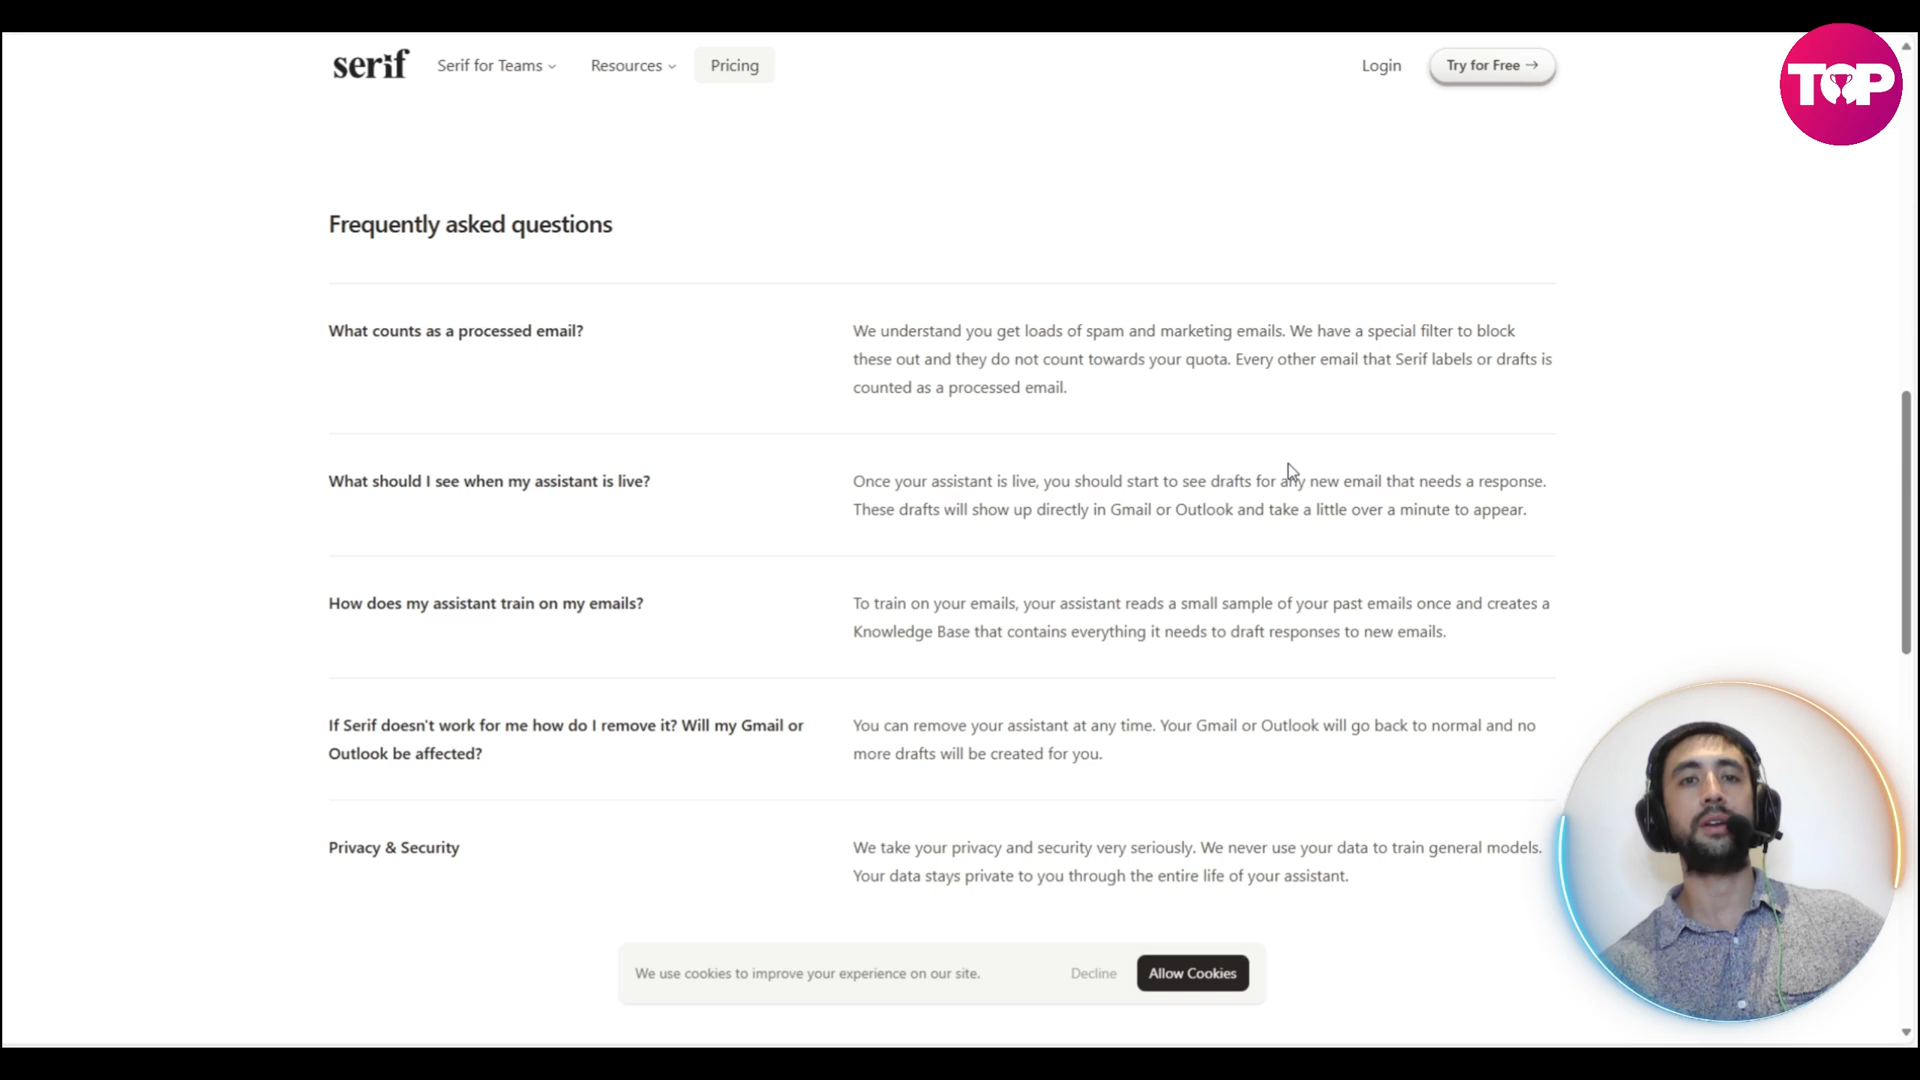 serif
Serif for Teams
Resources
Pricing
Login
Try for Free →
TOP
Frequently asked questions
What counts as a processed email?
We understand you get loads of spam and marketing emails. We have a special filter to block
these out and they do not count towards your quota. Every other email that Serif labels or drafts is
counted as a processed email.
What should I see when my assistant is live?
Once your assistant is live, you should start to see drafts for any new email that needs a response.
These drafts will show up directly in Gmail or Outlook and take a little over a minute to appear.
How does my assistant train on my emails?
To train on your emails, your assistant reads a small sample of your past emails once and creates a
Knowledge Base that contains everything it needs to draft responses to new emails.
If Serif doesn't work for me how do I remove it? Will my Gmail or
Outlook be affected?
You can remove your assistant at any time. Your Gmail or Outlook will go back to normal and no
more drafts will be created for you.
Privacy & Security
We take your privacy and security very seriously. We never use your data to train general models.
Your data stays private to you through the entire life of your assistant.
We use cookies to improve your experience on our site.
Decline
Allow Cookies